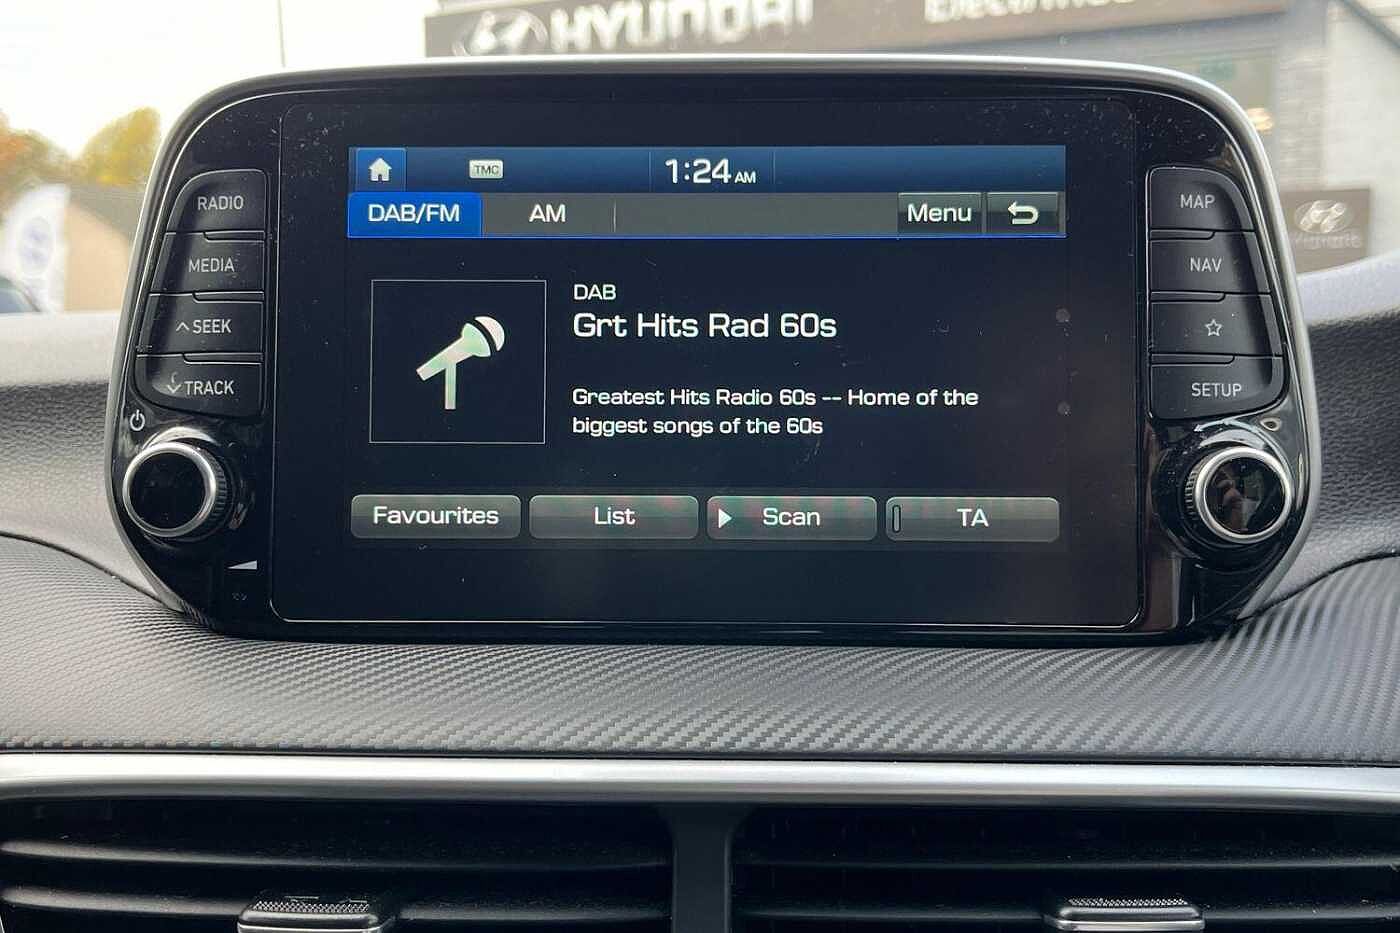 HYUNDAI
TMC
1:24 AM
RADIO
DAB/FM
AM
Menu
MAP
MEDIA
NAV
DAB
SEEK
Grt Hits Rad 60s
TRACK
SETUP
Greatest Hits Radio 60s -- Home of the
biggest songs of the 60s
Favourites
List
Scan
TA